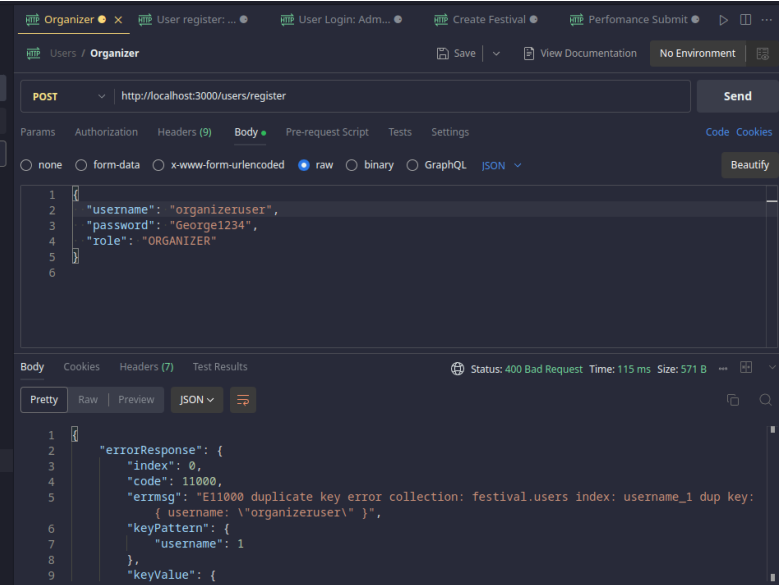 HTTP Organizer HTTP User register: ... HTTP User Login: Adm... HTTP Create Festival HTTP Perfomance Submit
HTTP Users / Organizer Save View Documentation No Environment
POST http://localhost:3000/users/register Send
Params Authorization Headers (9) Body Pre-request Script Tests Settings Code Cookies
none form-data x-www-form-urlencoded raw binary GraphQL JSON Beautify
1 {
2 "username": "organizeruser",
3 "password": "George1234",
4 "role": "ORGANIZER"
5 }
6
Body Cookies Headers (7) Test Results Status: 400 Bad Request Time: 115 ms Size: 571 B
Pretty Raw Preview JSON
1 {
2 "errorResponse": {
3 "index": 0,
4 "code": 11000,
5 "errmsg": "E11000 duplicate key error collection: festival.users index: username_1 dup key:
{ username: \"organizeruser\" }",
6 "keyPattern": {
7 "username": 1
8 },
9 "keyValue": {